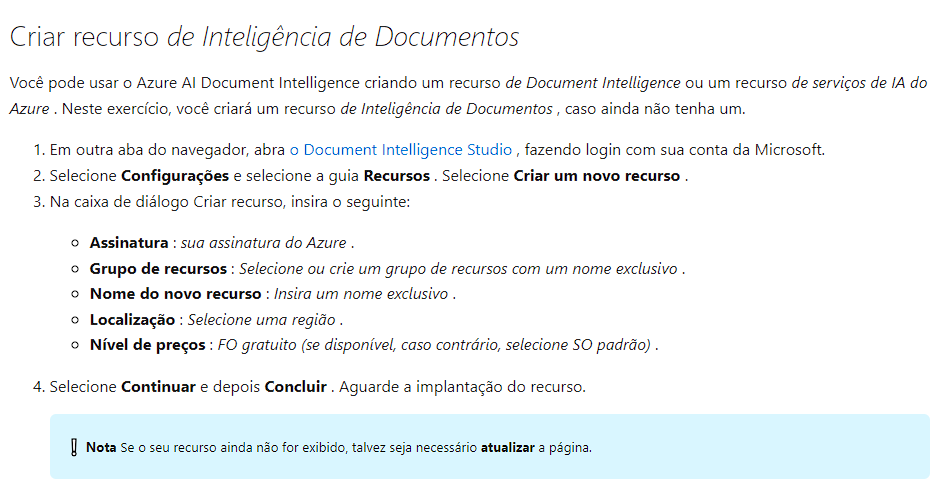 Criar recurso de Inteligência de Documentos
Você pode usar o Azure AI Document Intelligence criando um recurso de Document Intelligence ou um recurso de serviços de IA do
Azure . Neste exercício, você criará um recurso de Inteligência de Documentos , caso ainda não tenha um.
1. Em outra aba do navegador, abra o Document Intelligence Studio , fazendo login com sua conta da Microsoft.
2. Selecione Configurações e selecione a guia Recursos . Selecione Criar um novo recurso .
3. Na caixa de diálogo Criar recurso, insira o seguinte:
Assinatura : sua assinatura do Azure .
Grupo de recursos : Selecione ou crie um grupo de recursos com um nome exclusivo .
Nome do novo recurso : Insira um nome exclusivo .
Localização : Selecione uma região .
Nível de preços : FO gratuito (se disponível, caso contrário, selecione SO padrão) .
4. Selecione Continuar e depois Concluir . Aguarde a implantação do recurso.
Nota Se o seu recurso ainda não for exibido, talvez seja necessário atualizar a página.